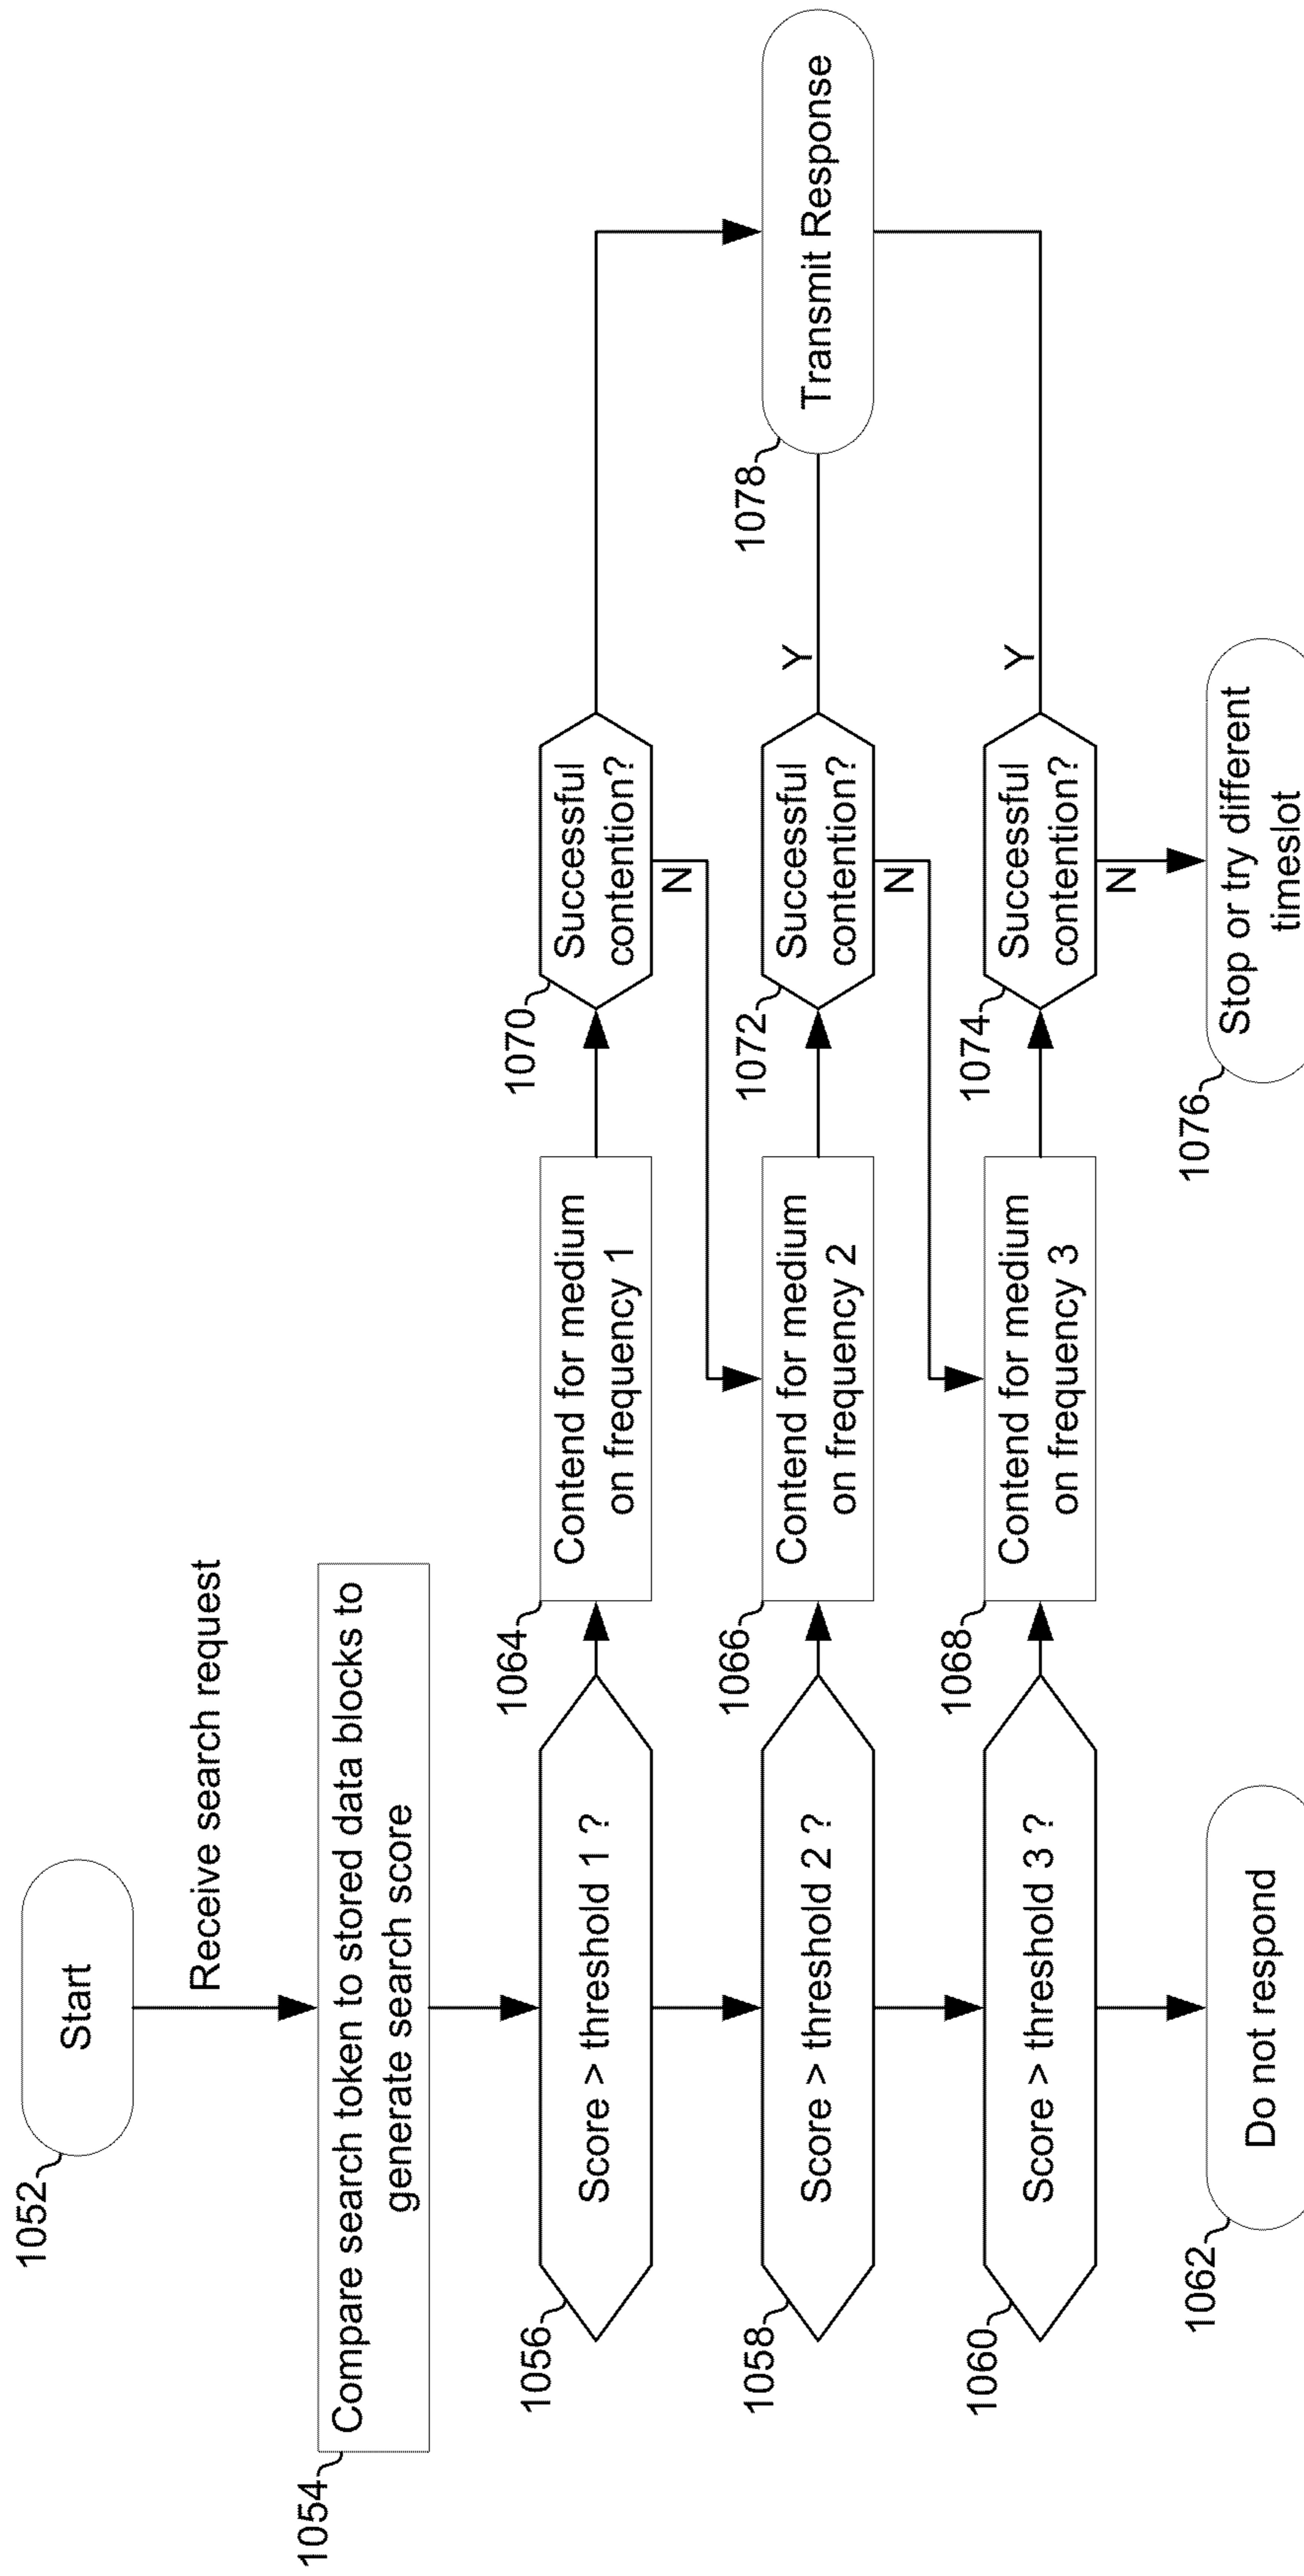 1052
Start
Receive search request
1054
Compare search token to stored data blocks to
generate search score
1056
Score > threshold 1 ?
1064
Contend for medium
on frequency 1
1070
Successful
contention?
N
1058
Score > threshold 2 ?
1066
Contend for medium
on frequency 2
1072
Successful
contention?
Y
N
1078
Transmit Response
1060
Score > threshold 3 ?
1068
Contend for medium
on frequency 3
1074
Successful
contention?
Y
N
1062
Do not respond
1076
Stop or try different
timeslot